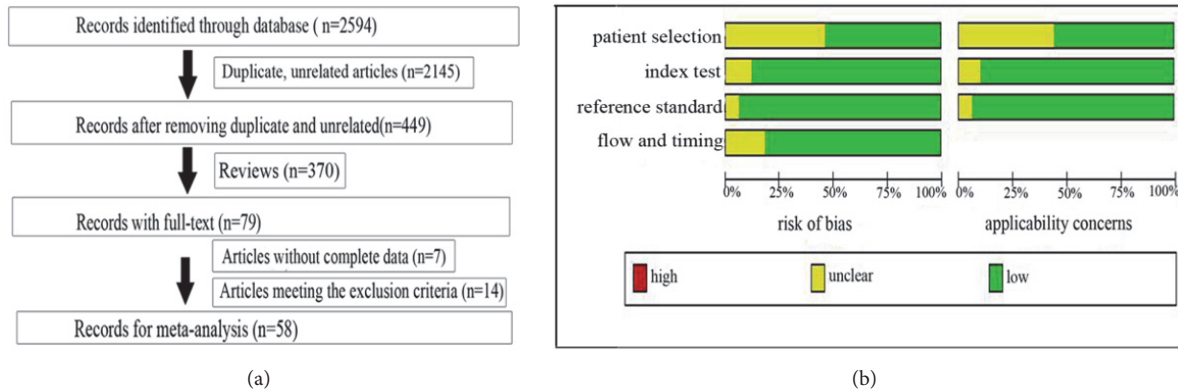 Records identified through database ( n=2594)
Duplicate, unrelated articles (n=2145)
Records after removing duplicate and unrelated(n=449)
Reviews (n=370)
Records with full-text (n=79)
Articles without complete data (n=7)
Articles meeting the exclusion criteria (n=14)
Records for meta-analysis (n=58)
(a)
patient selection
index test
reference standard
flow and timing
0% 25% 50% 75% 100% 0% 25% 50% 75% 100%
risk of bias applicability concerns
high unclear low
(b)